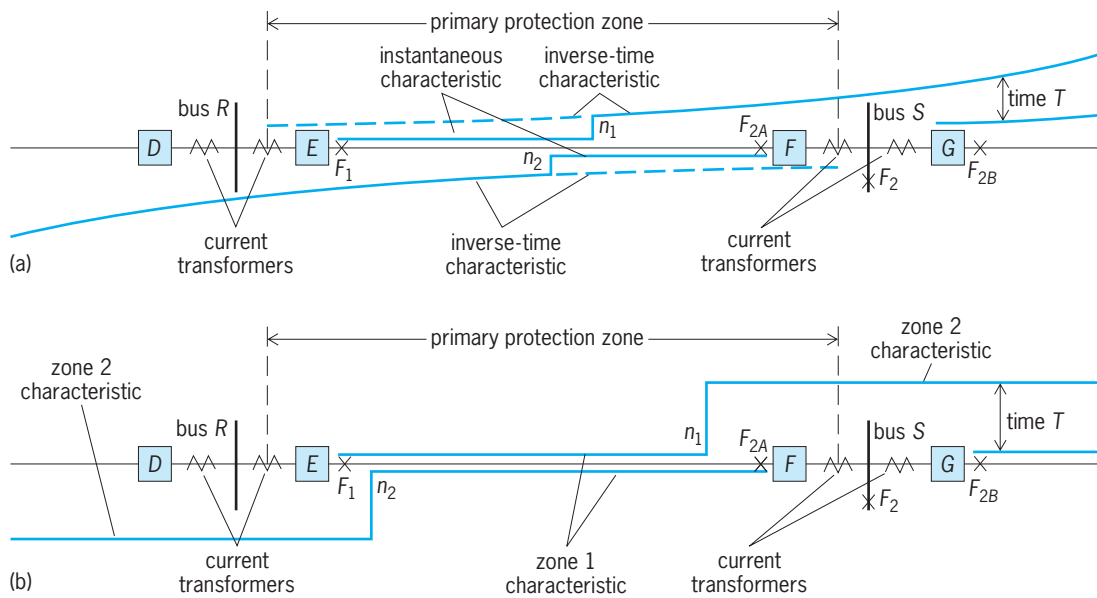 primary protection zone
instantaneous
characteristic
inverse-time
characteristic
time T
bus R
bus S
n1
F2A
D
E
F
G
F1
n2
F2
F2B
current
transformers
inverse-time
characteristic
current
transformers
(a)
primary protection zone
zone 2
characteristic
zone 2
characteristic
bus R
n1
F2A
bus S
time T
D
E
F
G
F1
n2
F2
F2B
current
transformers
zone 1
characteristic
current
transformers
(b)